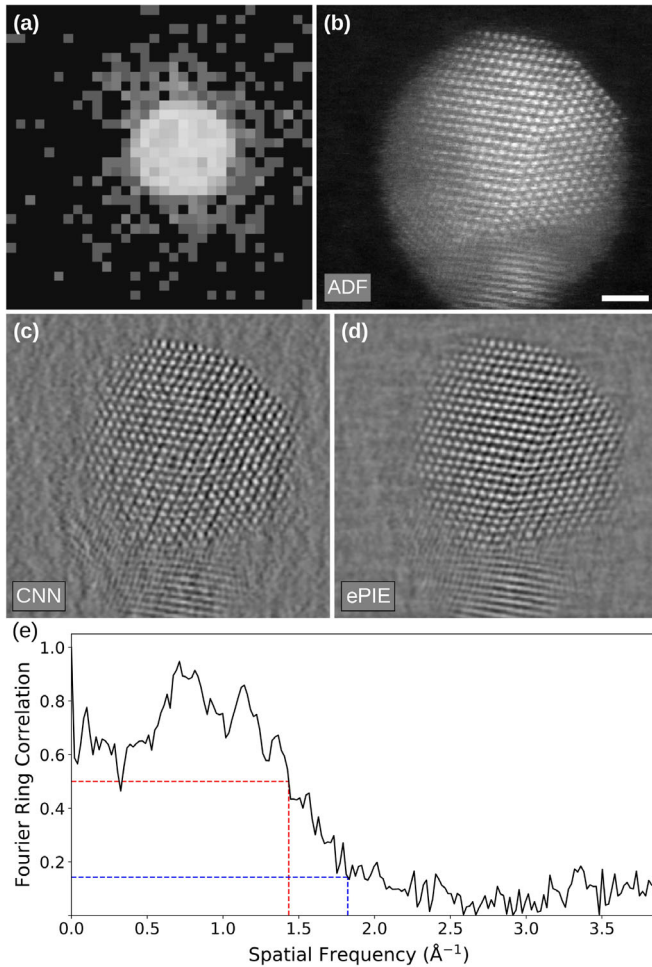 (a)
(b)
ADF
(c)
(d)
CNN
ePIE
(e)
1.0
0.8
0.6
0.4
0.2
0.0
0.5
1.0
1.5
2.0
2.5
3.0
3.5
Fourier Ring Correlation
Spatial Frequency (Å⁻¹)